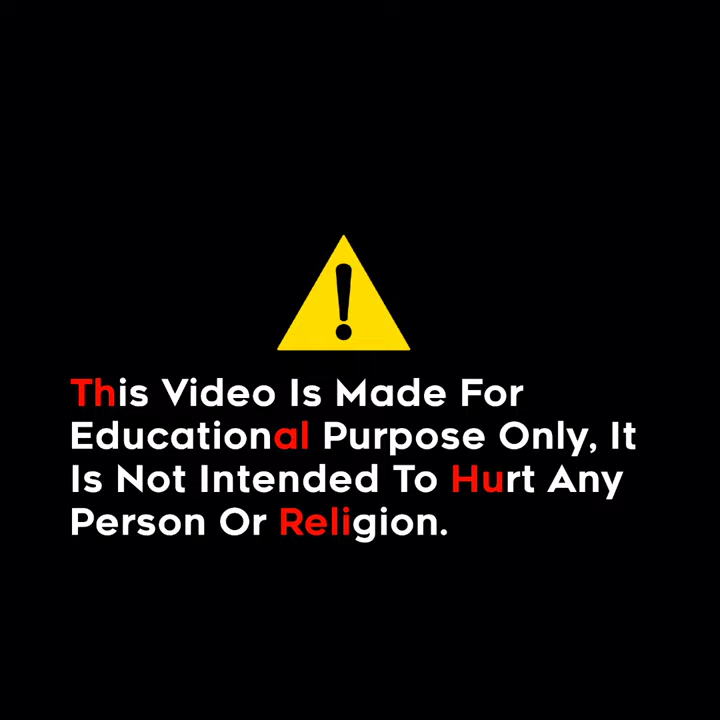 This Video Is Made For
Educational Purpose Only, It
Is Not Intended To Hurt Any
Person Or Religion.